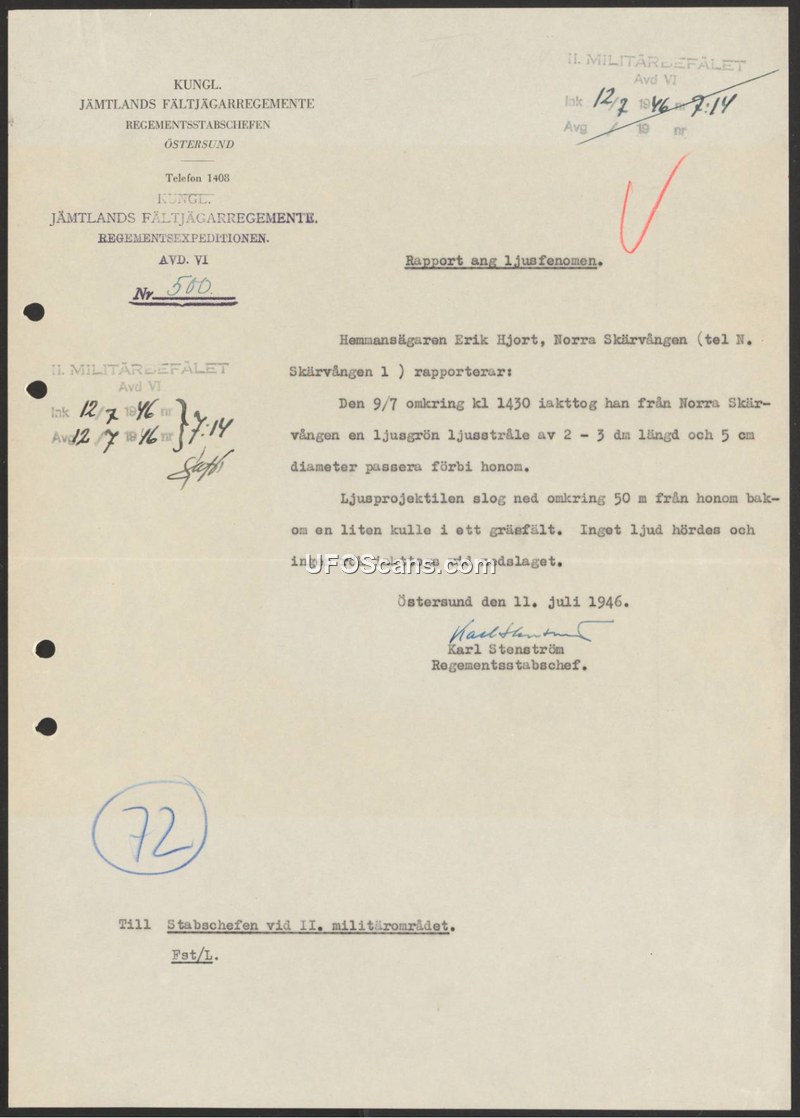 KUNGL.
JÄMTLANDS FÄLTJÄGARREGEMENTE
REGEMENTSSTABSCHEFEN
ÖSTERSUND
Telefon 1408
KUNGL.
JÄMTLANDS FÄLTJÄGARREGEMENTE.
REGEMENTSEXPEDITIONEN.
AVD. VI
Nr 500.
II. MILITÄRBEFÄLET
Avd VI
Ink 12/7 1946 nr 7:14
Avg / 19 nr
Rapport ang ljusfenomen.
II. MILITÄRBEFÄLET
Avd VI
Ink 12/7 1946 nr
Avg 12/7 1946 nr 7:14
Hemmansägaren Erik Hjort, Norra Skärvången (tel N.
Skärvången 1 ) rapporterar:
Den 9/7 omkring kl 1430 iakttog han från Norra Skär-
vången en ljusgrön ljusstråle av 2 - 3 dm längd och 5 cm
diameter passera förbi honom.
Ljusprojektilen slog ned omkring 50 m från honom bak-
om en liten kulle i ett gräsfält. Inget ljud hördes och
UFOScans.com
Östersund den 11. juli 1946.
Karl Stenström
Karl Stenström
Regementsstabschef.
72
Till Stabschefen vid II. militärområdet.
Fst/L.